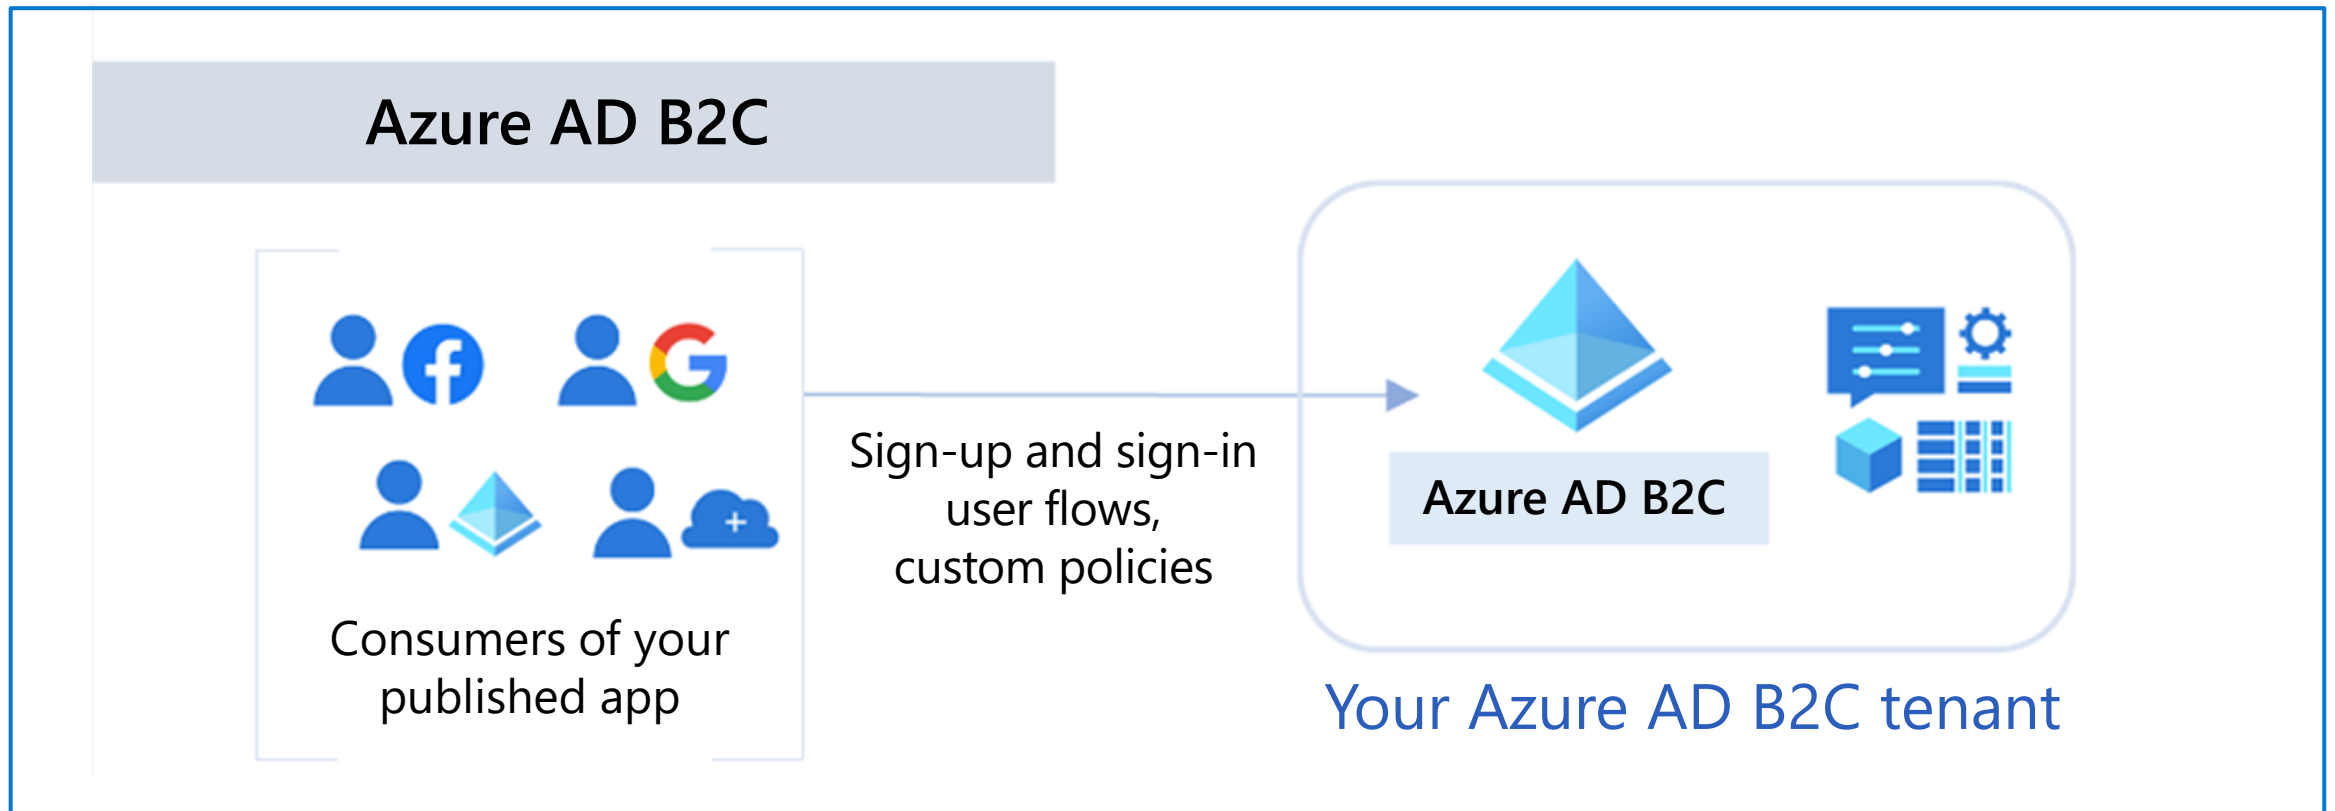 Azure AD B2C
Consumers of your
published app
Sign-up and sign-in
user flows,
custom policies
Azure AD B2C
Your Azure AD B2C tenant